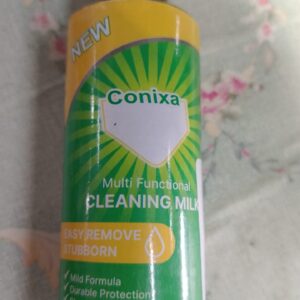 NEW
Conixa
Multi Functional
CLEANING MILK
EASY REMOVE
STUBBORN
✓ Mild Formula
✓ Durable Protection